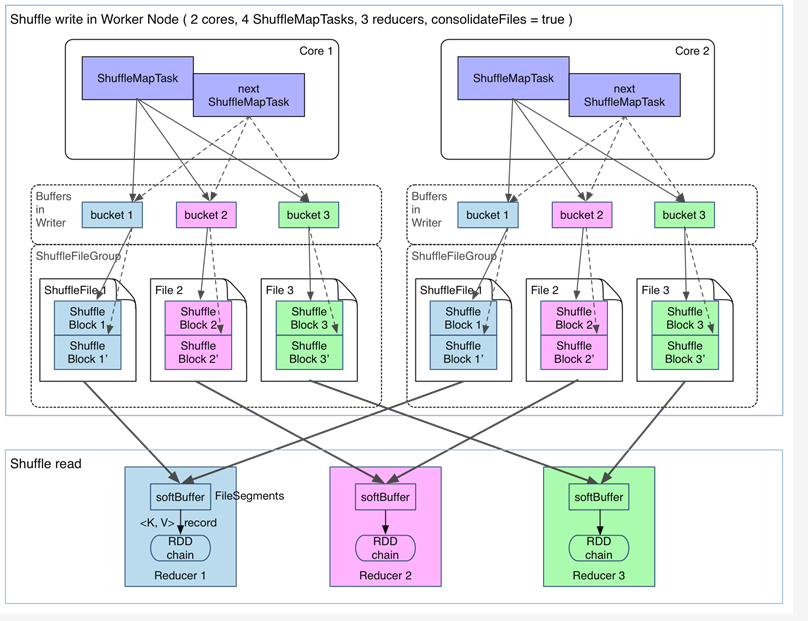 Shuffle write in Worker Node ( 2 cores, 4 ShuffleMapTasks, 3 reducers, consolidateFiles = true )
Core 1
ShuffleMapTask
next
ShuffleMapTask
Core 2
ShuffleMapTask
next
ShuffleMapTask
Buffers
in
Writer
bucket 1
bucket 2
bucket 3
Buffers
in
Writer
bucket 1
bucket 2
bucket 3
ShuffleFileGroup
ShuffleFile 1
Shuffle
Block 1
Shuffle
Block 1'
File 2
Shuffle
Block 2
Shuffle
Block 2'
File 3
Shuffle
Block 3
Shuffle
Block 3'
ShuffleFileGroup
ShuffleFile 1
Shuffle
Block 1
Shuffle
Block 1'
File 2
Shuffle
Block 2
Shuffle
Block 2'
File 3
Shuffle
Block 3
Shuffle
Block 3'
Shuffle read
softBuffer
FileSegments
<K, V> record
RDD
chain
Reducer 1
softBuffer
RDD
chain
Reducer 2
softBuffer
RDD
chain
Reducer 3